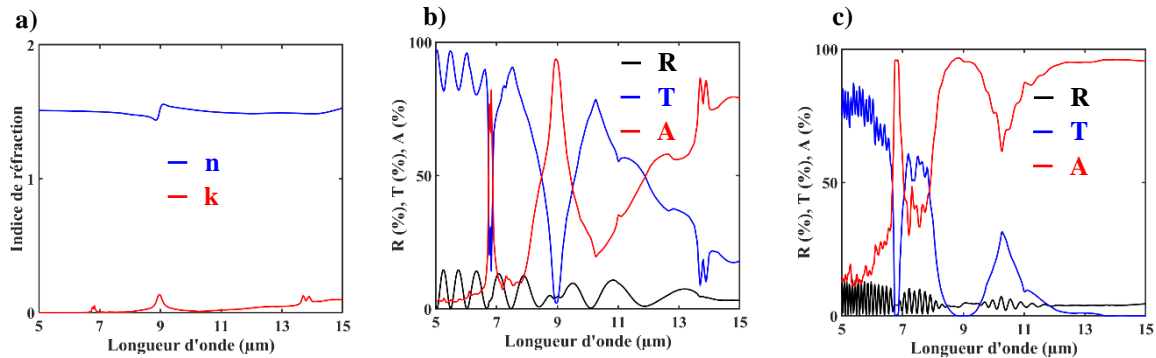 a)
2
1
0
Indice de réfraction
n
k
5 7 9 11 13 15
Longueur d'onde (µm)
b)
100
50
0
R (%), T (%), A (%)
R
T
A
5 7 9 11 13 15
Longueur d'onde (µm)
c)
100
50
0
R (%), T (%), A (%)
R
T
A
5 7 9 11 13 15
Longueur d'onde (µm)